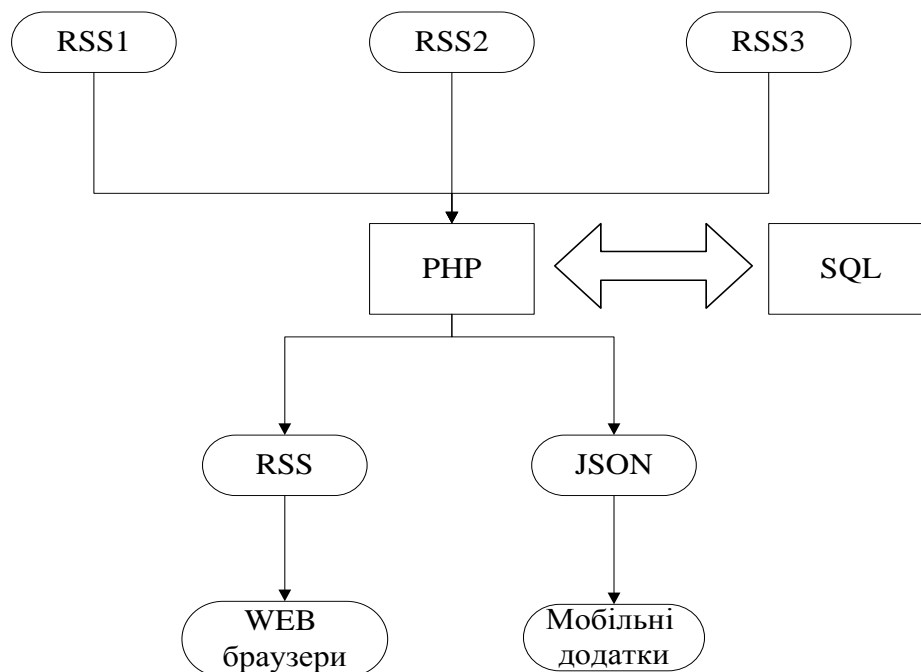 RSS1
RSS2
RSS3
PHP
SQL
RSS
JSON
WEB
браузери
Мобільні
додатки